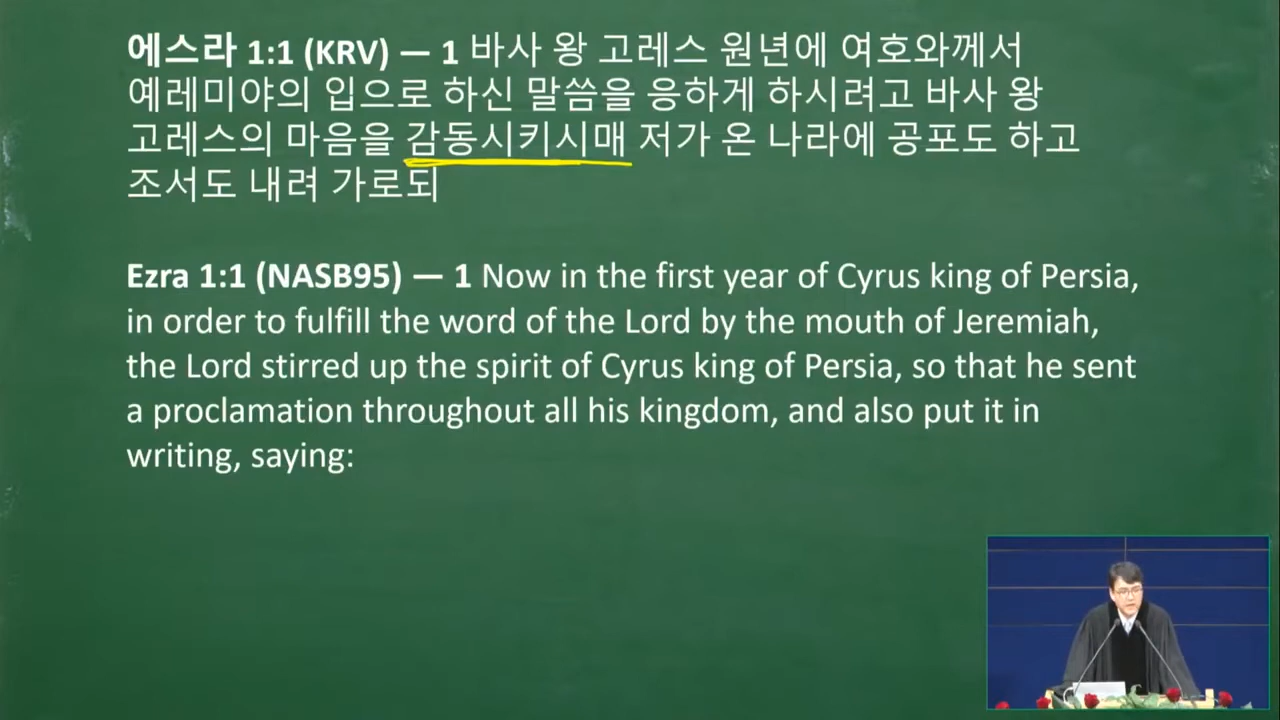 에스라 1:1 (KRV) — 1 바사 왕 고레스 원년에 여호와께서
예레미야의 입으로 하신 말씀을 응하게 하시려고 바사 왕
고레스의 마음을 감동시키시매 저가 온 나라에 공포도 하고
조서도 내려 가로되
Ezra 1:1 (NASB95) — 1 Now in the first year of Cyrus king of Persia,
in order to fulfill the word of the Lord by the mouth of Jeremiah,
the Lord stirred up the spirit of Cyrus king of Persia, so that he sent
a proclamation throughout all his kingdom, and also put it in
writing, saying: